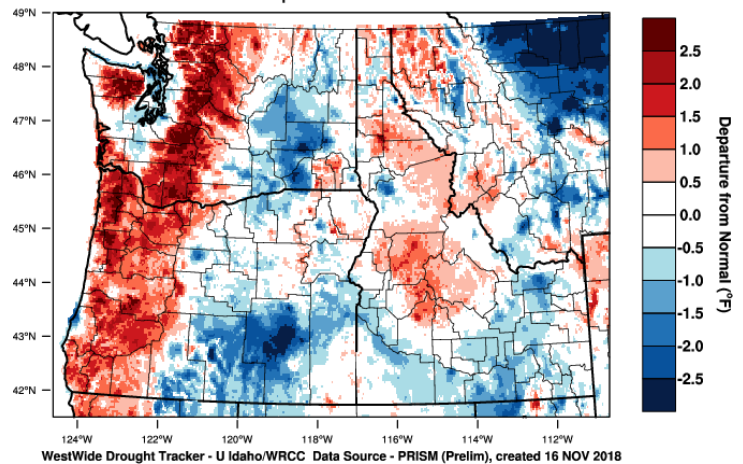 49°N
48°N
47°N
46°N
45°N
44°N
43°N
42°N
124°W 122°W 120°W 118°W 116°W 114°W 112°W
2.5
2.0
1.5
1.0
0.5
0.0
-0.5
-1.0
-1.5
-2.0
-2.5
Departure from Normal (°F)
WestWide Drought Tracker - U Idaho/WRCC Data Source - PRISM (Prelim), created 16 NOV 2018